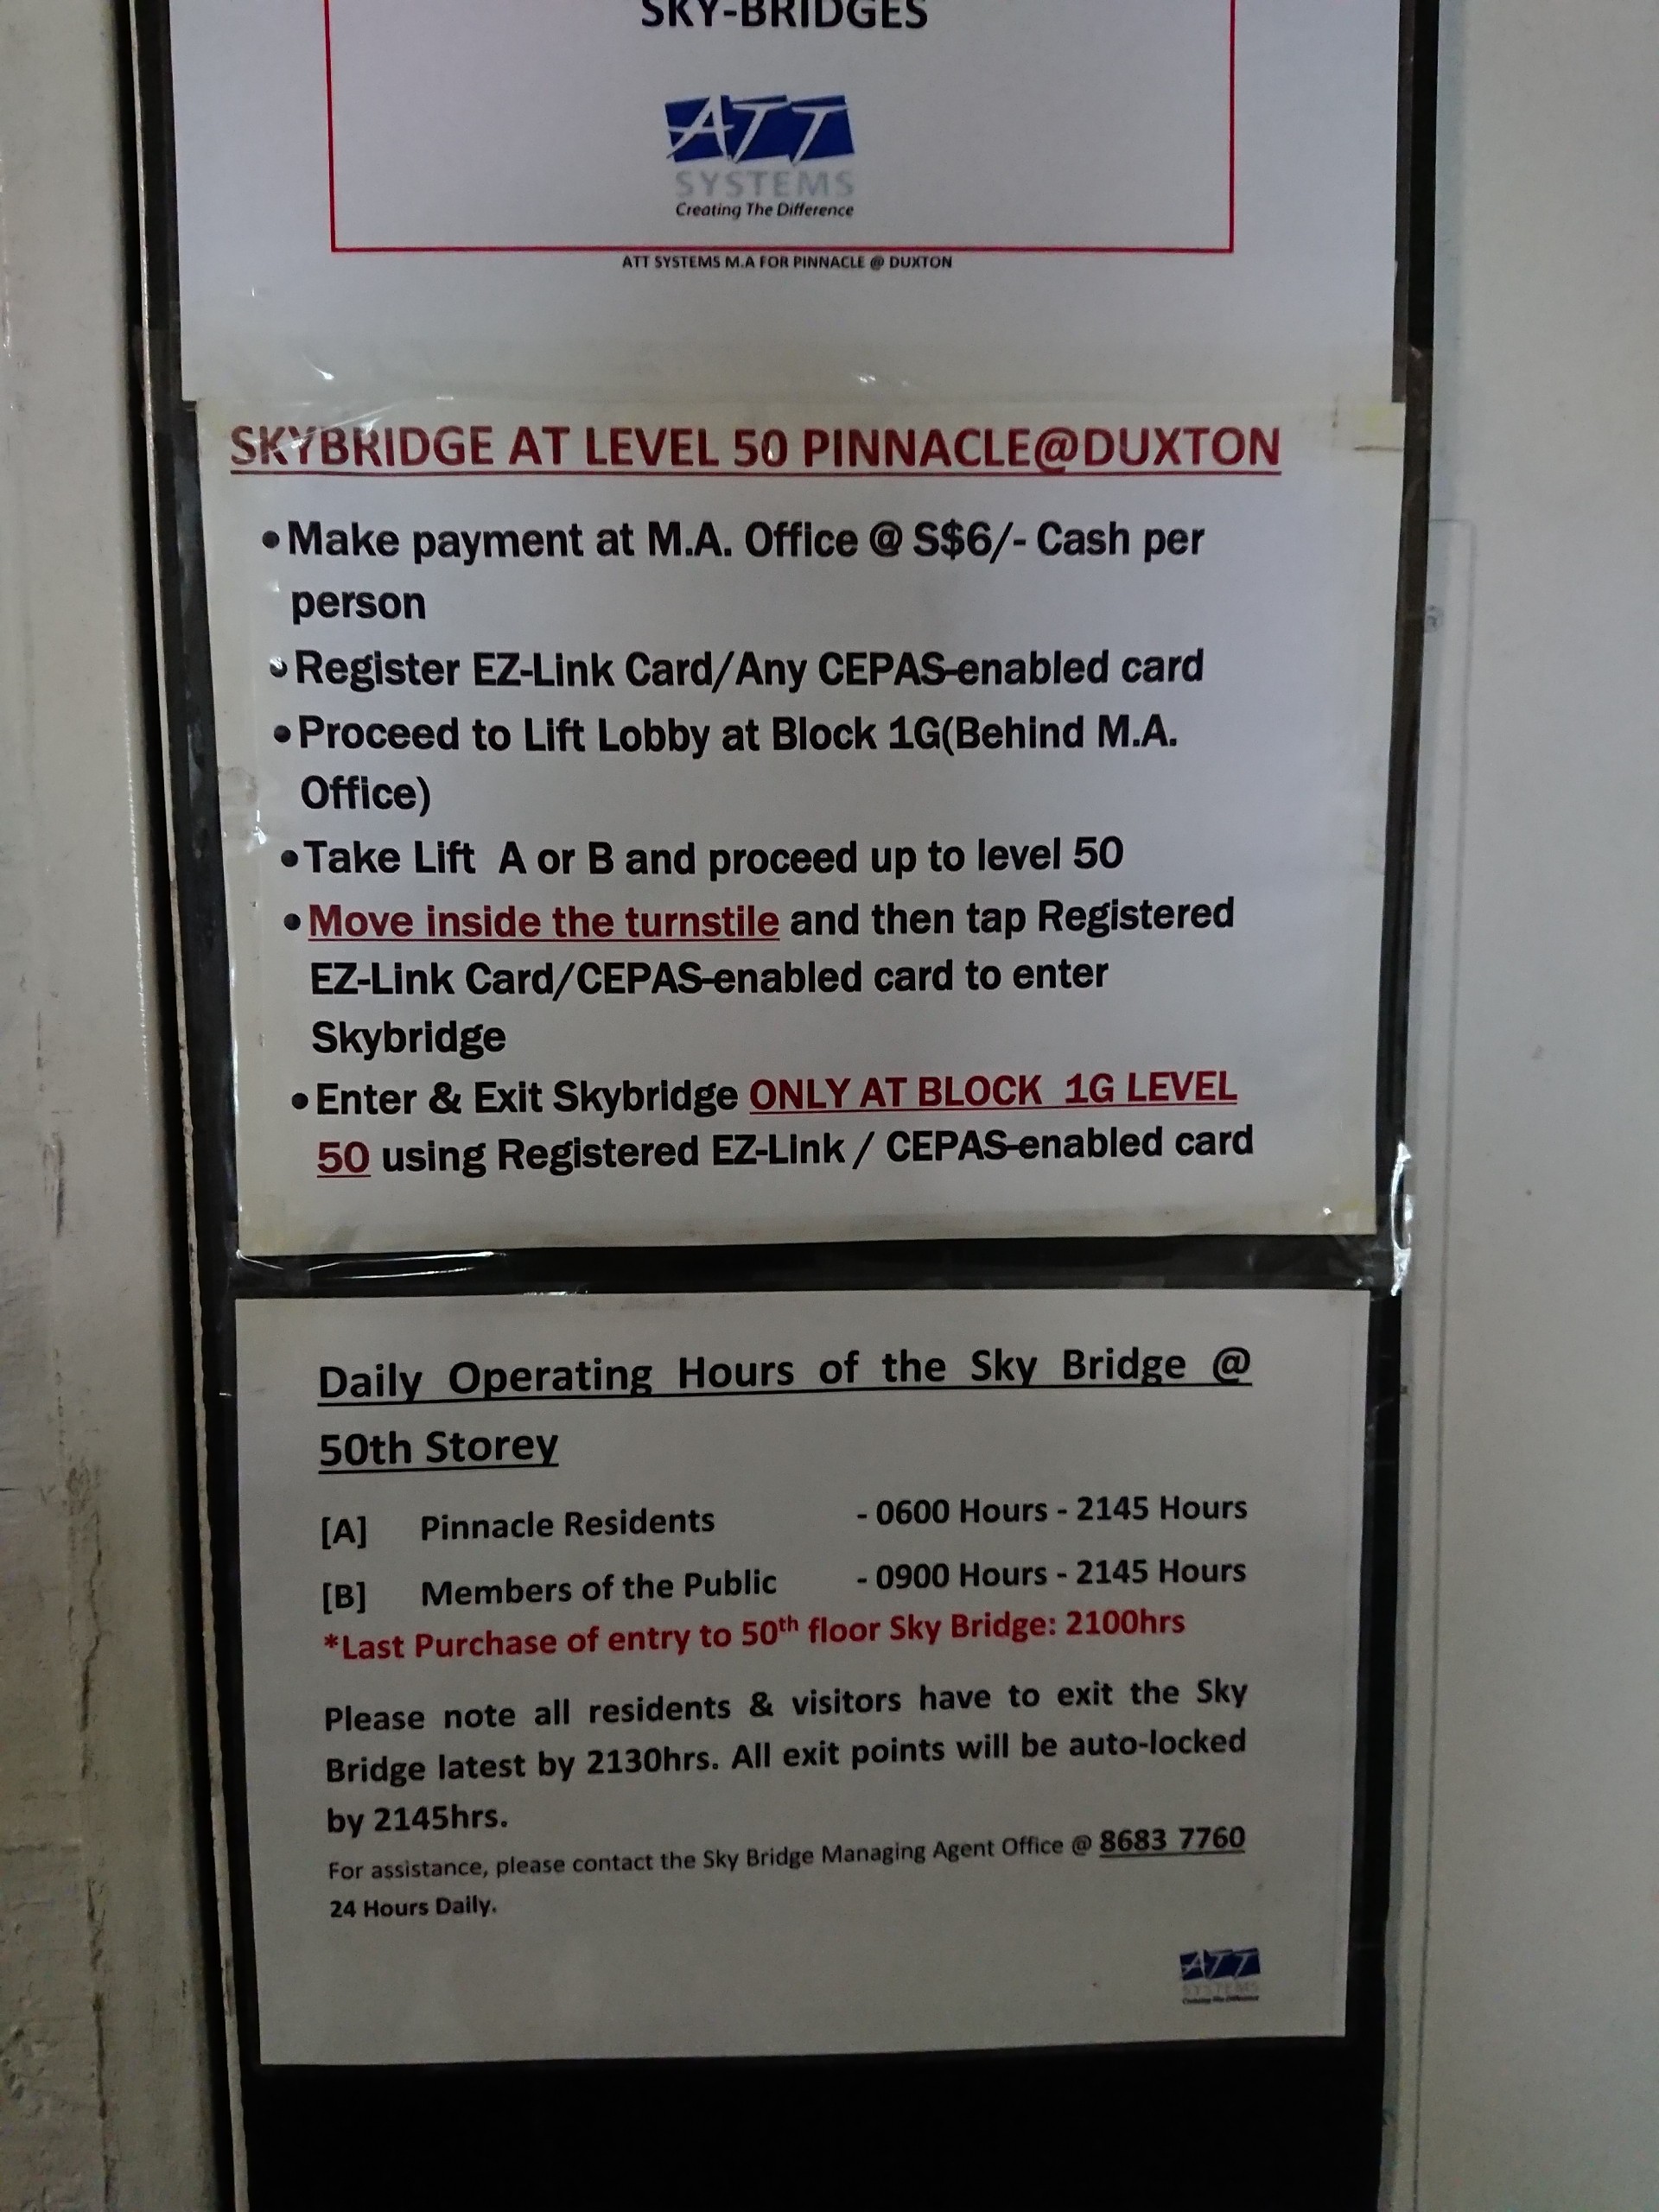 SKY-BRIDGES
ATT
SYSTEMS
Creating The Difference
ATT SYSTEMS M.A FOR PINNACLE @ DUXTON
SKYBRIDGE AT LEVEL 50 PINNACLE@DUXTON
•Make payment at M.A. Office @ S$6/- Cash per
person
•Register EZ-Link Card/Any CEPAS-enabled card
•Proceed to Lift Lobby at Block 1G(Behind M.A.
Office)
•Take Lift A or B and proceed up to level 50
•Move inside the turnstile and then tap Registered
EZ-Link Card/CEPAS-enabled card to enter
Skybridge
•Enter & Exit Skybridge ONLY AT BLOCK 1G LEVEL
50 using Registered EZ-Link / CEPAS-enabled card
Daily Operating Hours of the Sky Bridge @
50th Storey
[A] Pinnacle Residents - 0600 Hours - 2145 Hours
[B] Members of the Public - 0900 Hours - 2145 Hours
*Last Purchase of entry to 50th floor Sky Bridge: 2100hrs
Please note all residents & visitors have to exit the Sky
Bridge latest by 2130hrs. All exit points will be auto-locked
by 2145hrs.
For assistance, please contact the Sky Bridge Managing Agent Office @ 8683 7760
24 Hours Daily.
ATT
SYSTEMS
Creating The Difference